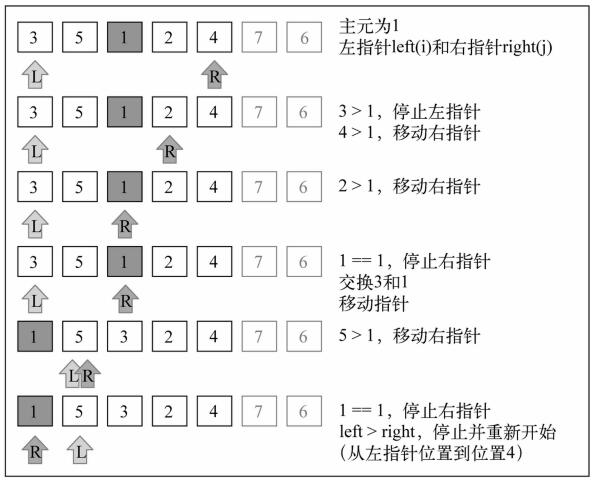 主元为1
左指针left(i)和右指针right(j)
3 5 1 2 4 7 6
L R
3 > 1，停止左指针
4 > 1，移动右指针
3 5 1 2 4 7 6
L R
2 > 1，移动右指针
3 5 1 2 4 7 6
L R
1 == 1，停止右指针
交换3和1
移动指针
3 5 1 2 4 7 6
L R
5 > 1，移动右指针
1 5 3 2 4 7 6
L R
1 == 1，停止右指针
left > right，停止并重新开始
（从左指针位置到位置4）
1 5 3 2 4 7 6
R L